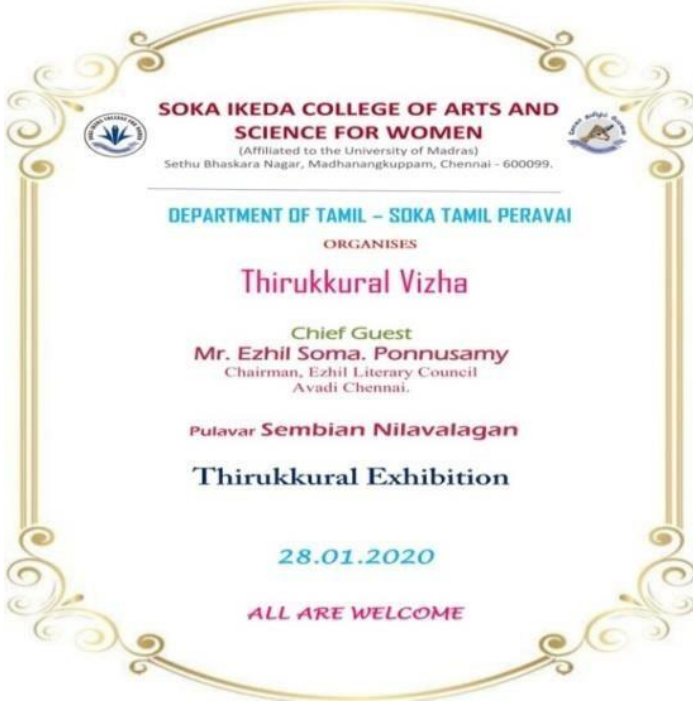 SOKA IKEDA COLLEGE OF ARTS AND
SCIENCE FOR WOMEN
(Affiliated to the University of Madras)
Sethu Bhaskara Nagar, Madhanangkuppam, Chennai - 600099.
DEPARTMENT OF TAMIL – SOKA TAMIL PERAVAI
ORGANISES
Thirukkural Vizha
Chief Guest
Mr. Ezhil Soma. Ponnusamy
Chairman, Ezhil Literary Council
Avadi Chennai.
Pulavar Sembian Nilavalagan
Thirukkural Exhibition
28.01.2020
ALL ARE WELCOME